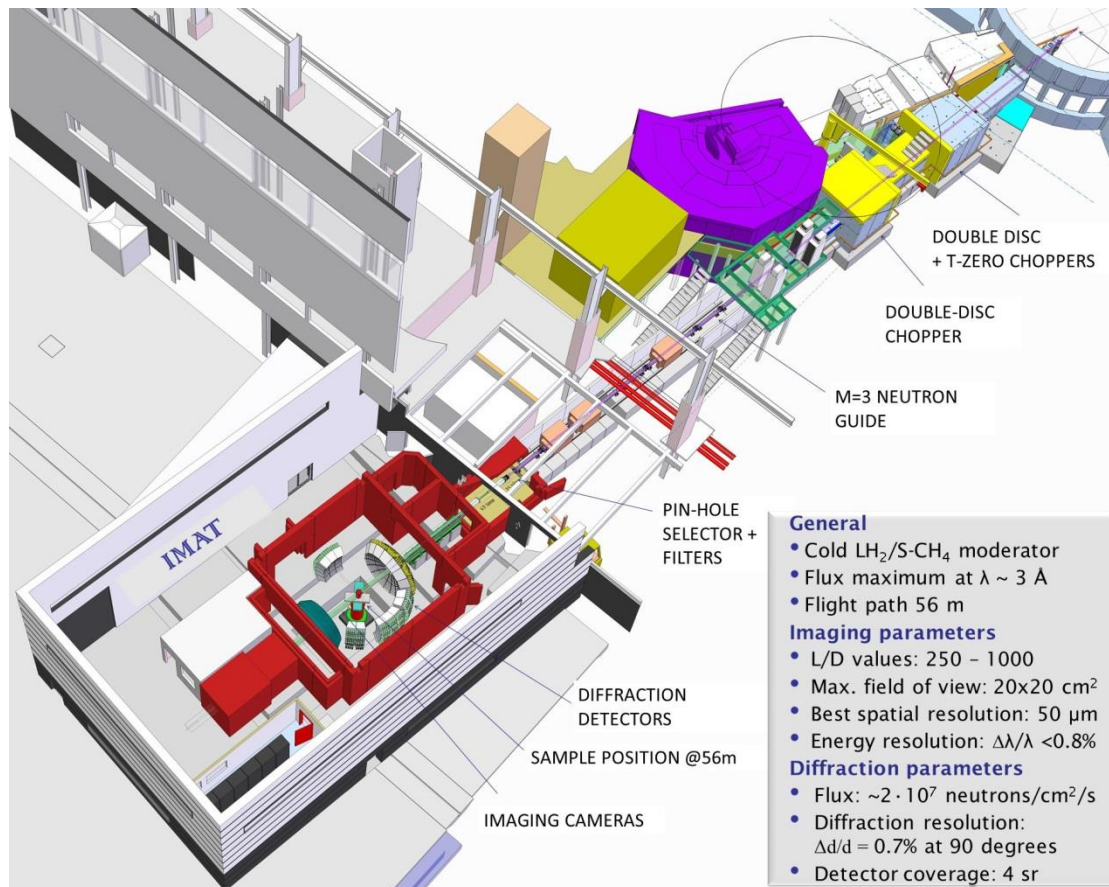 DOUBLE DISC
+ T-ZERO CHOPPERS
DOUBLE-DISC
CHOPPER
M=3 NEUTRON
GUIDE
PIN-HOLE
SELECTOR +
FILTERS
IMAT
DIFFRACTION
DETECTORS
SAMPLE POSITION @56m
IMAGING CAMERAS
General
• Cold LH₂/S-CH₄ moderator
• Flux maximum at λ ~ 3 Å
• Flight path 56 m
Imaging parameters
• L/D values: 250 – 1000
• Max. field of view: 20x20 cm²
• Best spatial resolution: 50 µm
• Energy resolution: Δλ/λ <0.8%
Diffraction parameters
• Flux: ~2·10⁷ neutrons/cm²/s
• Diffraction resolution:
Δd/d = 0.7% at 90 degrees
• Detector coverage: 4 sr